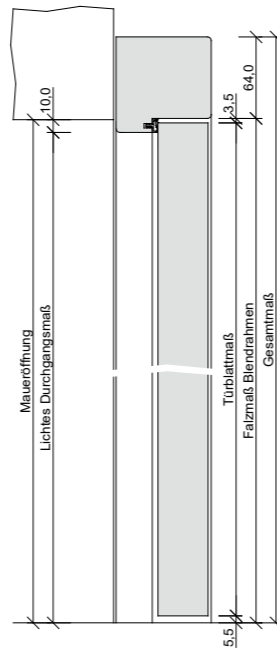 10,0
3,5
64,0
Maueröffnung
Lichtes Durchgangsmaß
Türblattmaß
Falzmaß Blendrahmen
Gesamtmaß
5,5